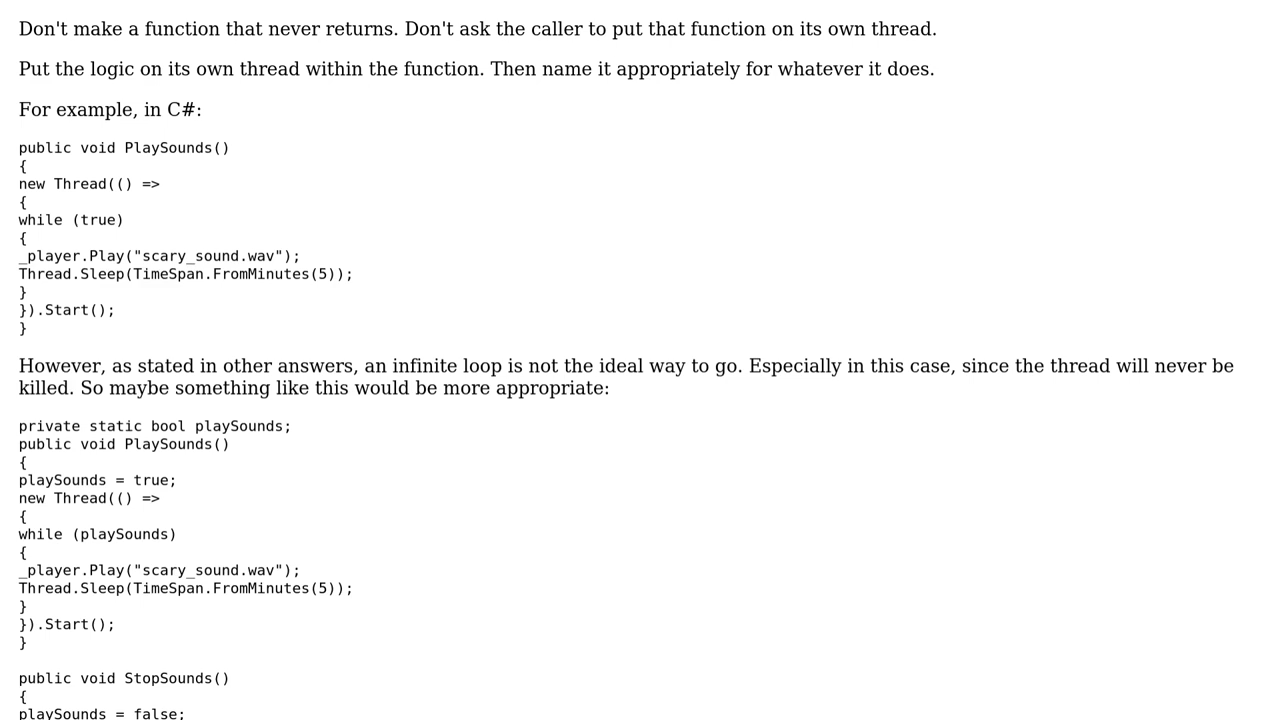 Don't make a function that never returns. Don't ask the caller to put that function on its own thread.
Put the logic on its own thread within the function. Then name it appropriately for whatever it does.
For example, in C#:
public void PlaySounds()
{
new Thread(() =>
{
while (true)
{
_player.Play("scary_sound.wav");
Thread.Sleep(TimeSpan.FromMinutes(5));
}
}).Start();
}
However, as stated in other answers, an infinite loop is not the ideal way to go. Especially in this case, since the thread will never be
killed. So maybe something like this would be more appropriate:
private static bool playSounds;
public void PlaySounds()
{
playSounds = true;
new Thread(() =>
{
while (playSounds)
{
_player.Play("scary_sound.wav");
Thread.Sleep(TimeSpan.FromMinutes(5));
}
}).Start();
}
public void StopSounds()
{
playSounds = false;